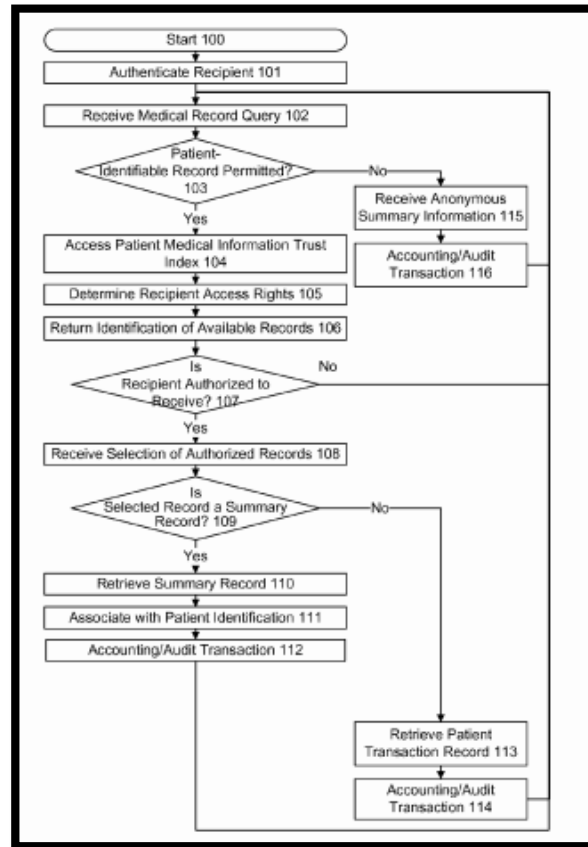 Start 100
Authenticate Recipient 101
Receive Medical Record Query 102
Patient-
Identifiable Record Permitted?
103
No
Yes
Receive Anonymous
Summary Information 115
Access Patient Medical Information Trust
Index 104
Accounting/Audit
Transaction 116
Determine Recipient Access Rights 105
Return Identification of Available Records 106
Is
Recipient Authorized to
Receive? 107
No
Yes
Receive Selection of Authorized Records 108
Is
Selected Record a Summary
Record? 109
No
Yes
Retrieve Summary Record 110
Associate with Patient Identification 111
Accounting/Audit Transaction 112
Retrieve Patient
Transaction Record 113
Accounting/Audit
Transaction 114